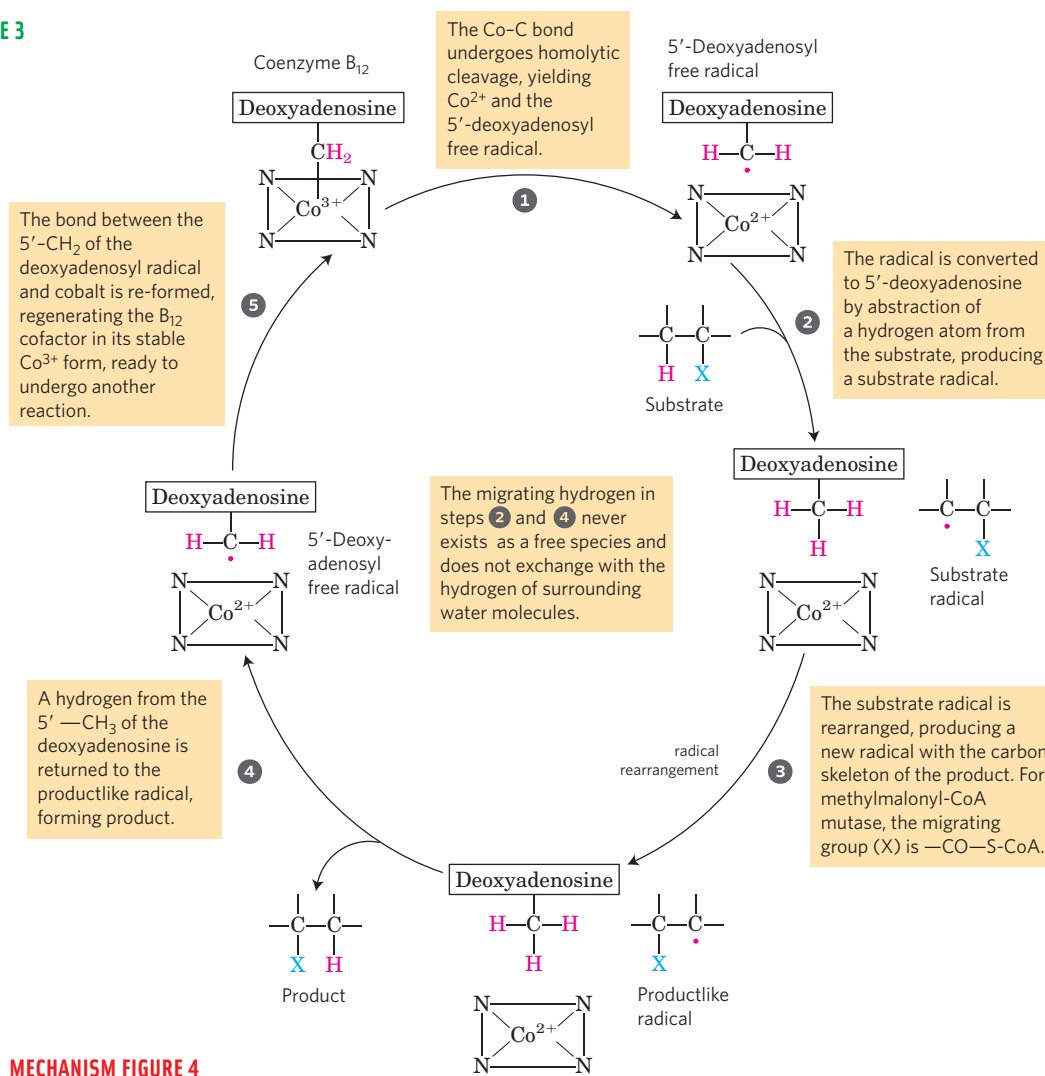 E 3
Coenzyme B₁₂
Deoxyadenosine
CH₂
N N
Co³⁺
N N
The Co–C bond
undergoes homolytic
cleavage, yielding
Co²⁺ and the
5′-deoxyadenosyl
free radical.
1
5′-Deoxyadenosyl
free radical
Deoxyadenosine
H—C—H
N N
Co²⁺
N N
The radical is converted
to 5′-deoxyadenosine
by abstraction of
a hydrogen atom from
the substrate, producing
a substrate radical.
2
—C—C—
H X
Substrate
Deoxyadenosine
H—C—H
H
N N
Co²⁺
N N
—C—C—
X
Substrate
radical
The substrate radical is
rearranged, producing a
new radical with the carbon
skeleton of the product. For
methylmalonyl-CoA
mutase, the migrating
group (X) is —CO—S-CoA.
3
radical
rearrangement
Deoxyadenosine
H—C—H
H
N N
Co²⁺
N N
—C—C—
X
Productlike
radical
—C—C—
X H
Product
4
A hydrogen from the
5′ —CH₃ of the
deoxyadenosine is
returned to the
productlike radical,
forming product.
Deoxyadenosine
H—C—H
5′-Deoxy-
adenosyl
free radical
N N
Co²⁺
N N
5
The bond between the
5′-CH₂ of the
deoxyadenosyl radical
and cobalt is re-formed,
regenerating the B₁₂
cofactor in its stable
Co³⁺ form, ready to
undergo another
reaction.
The migrating hydrogen in
steps 2 and 4 never
exists as a free species and
does not exchange with the
hydrogen of surrounding
water molecules.
MECHANISM FIGURE 4